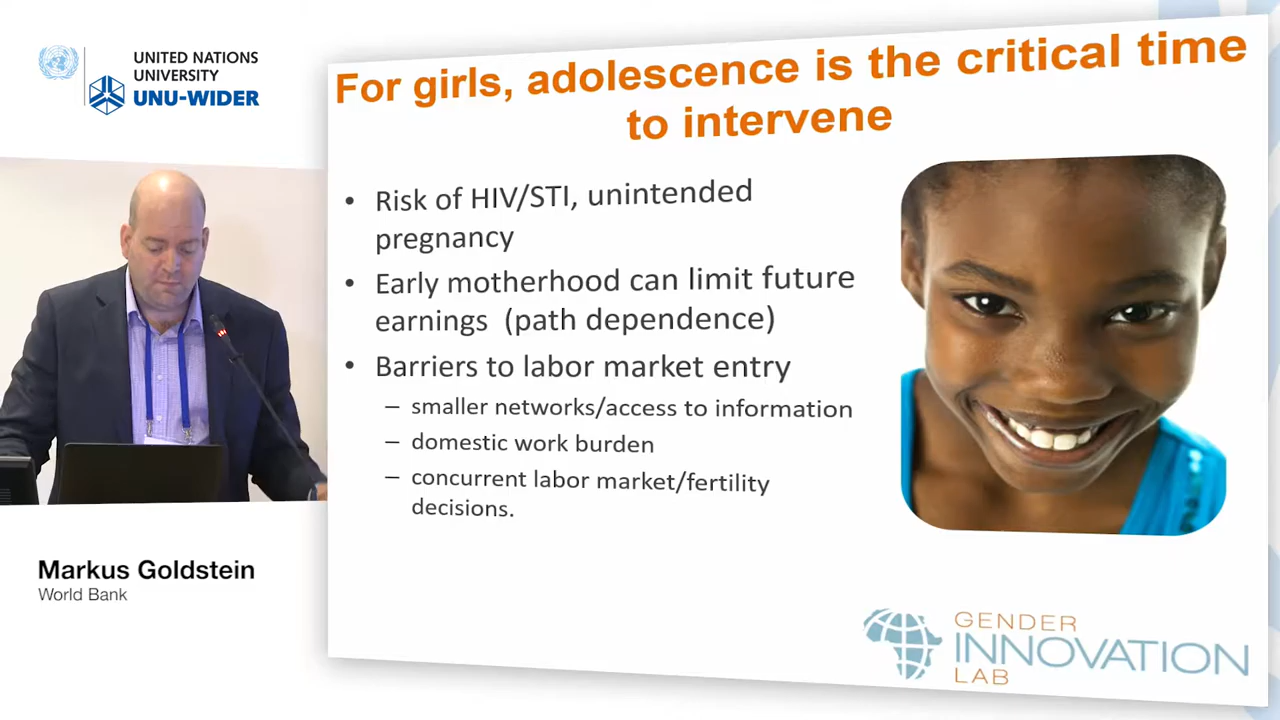 UNITED NATIONS
UNIVERSITY
UNU-WIDER
For girls, adolescence is the critical time
to intervene
• Risk of HIV/STI, unintended
pregnancy
• Early motherhood can limit future
earnings (path dependence)
• Barriers to labor market entry
– smaller networks/access to information
– domestic work burden
– concurrent labor market/fertility
decisions.
Markus Goldstein
World Bank
GENDER
INNOVATION
LAB